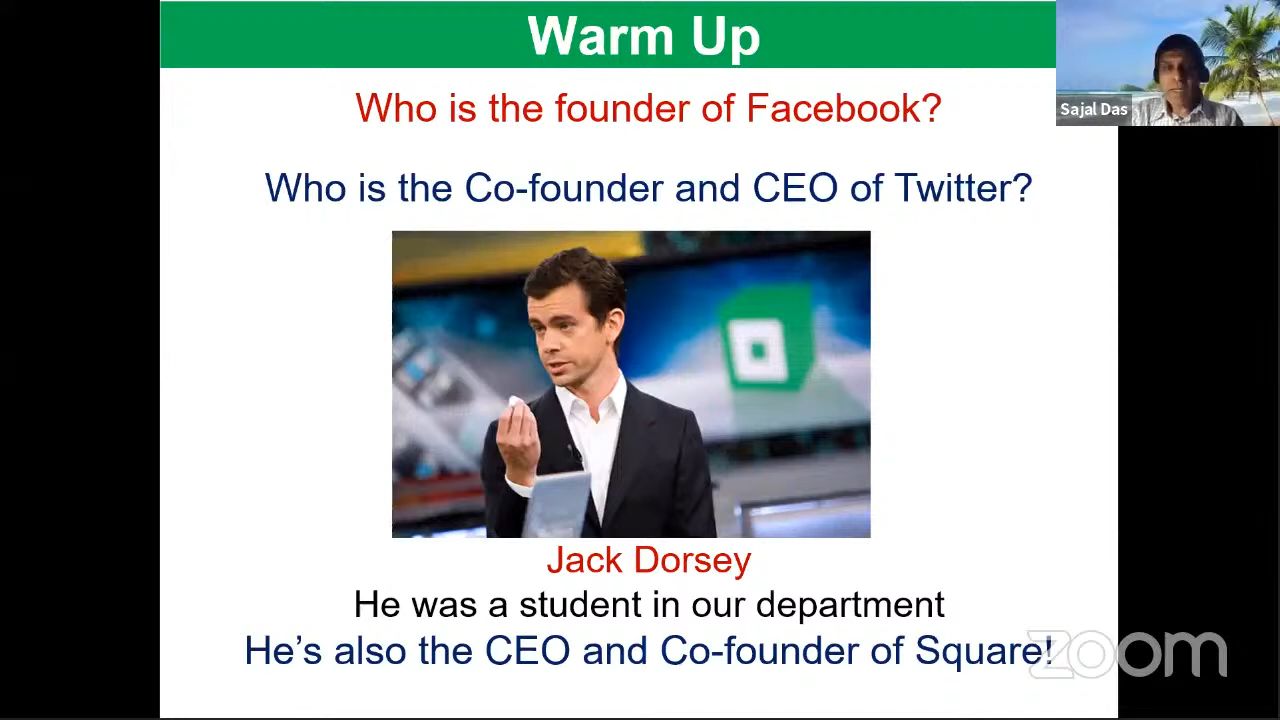 Warm Up
Who is the founder of Facebook?
Sajal Das
Who is the Co-founder and CEO of Twitter?
Jack Dorsey
He was a student in our department
He’s also the CEO and Co-founder of Square!
zoom